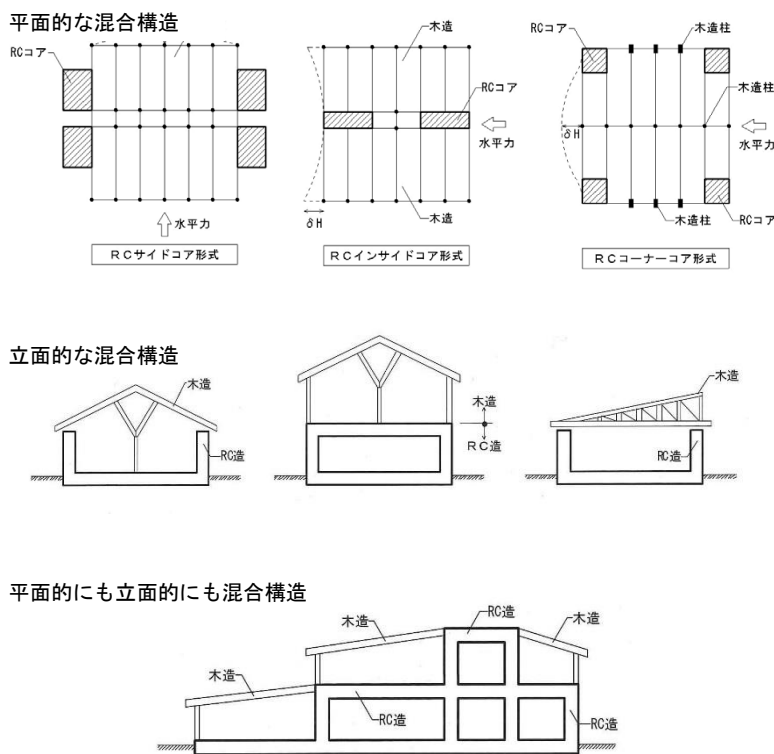 平面的な混合構造
RCコア
水平力
RCサイドコア形式
木造
RCコア
水平力
木造
δH
RCインサイドコア形式
RCコア
木造柱
木造柱
δH
水平力
木造柱
RCコア
RCコーナーコア形式
立面的な混合構造
木造
RC造
木造
RC造
木造
RC造
平面的にも立面的にも混合構造
RC造
木造
木造
木造
RC造
RC造